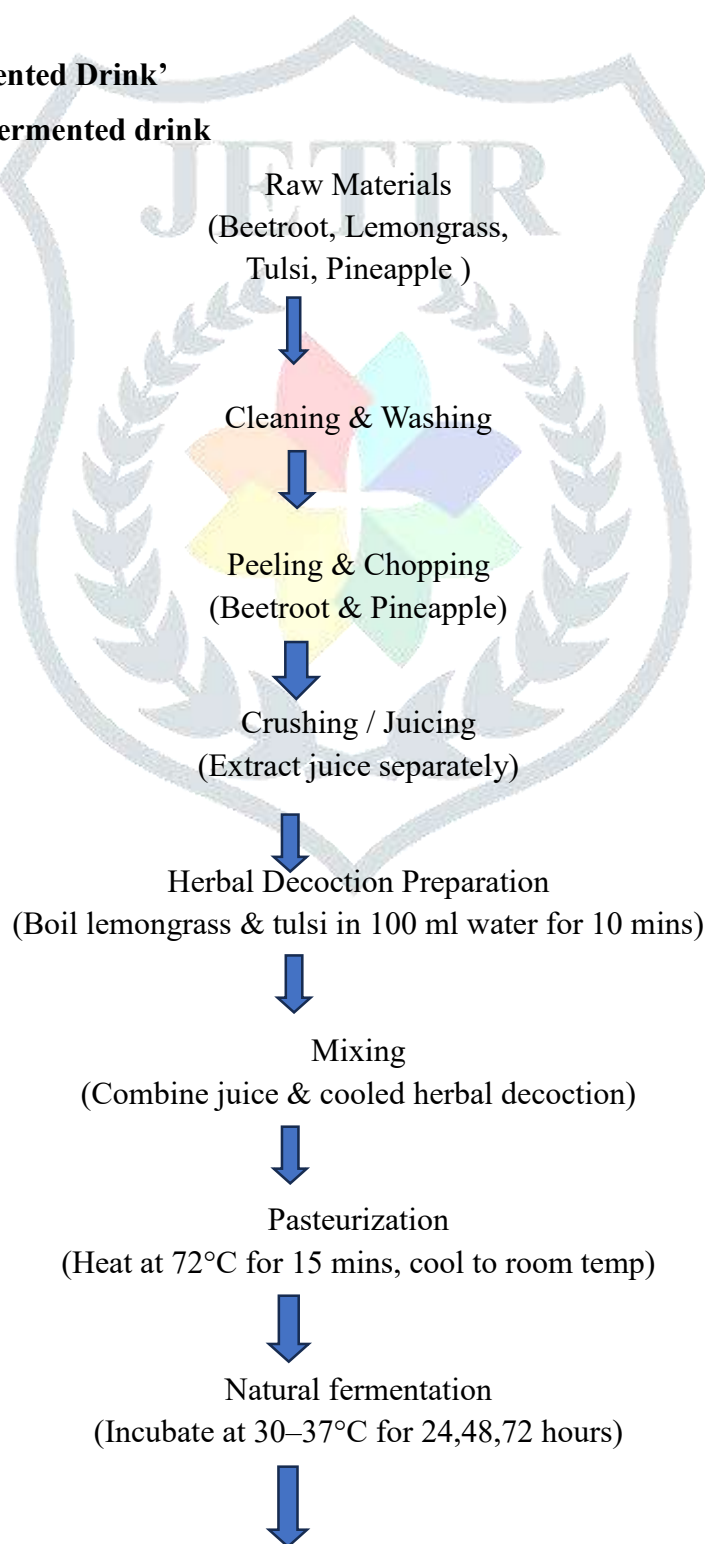 ented Drink’
ermented drink
JETIR
Raw Materials
(Beetroot, Lemongrass,
Tulsi, Pineapple )
Cleaning & Washing
Peeling & Chopping
(Beetroot & Pineapple)
Crushing / Juicing
(Extract juice separately)
Herbal Decoction Preparation
(Boil lemongrass & tulsi in 100 ml water for 10 mins)
Mixing
(Combine juice & cooled herbal decoction)
Pasteurization
(Heat at 72°C for 15 mins, cool to room temp)
Natural fermentation
(Incubate at 30–37°C for 24,48,72 hours)